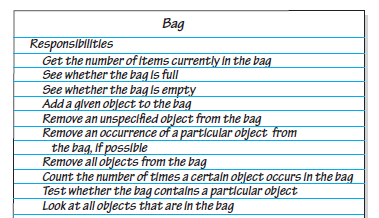 Bag
Responsibilities
Get the number of items currently in the bag
See whether the bag is full
See whether the bag is empty
Add a given object to the bag
Remove an unspecified object from the bag
Remove an occurrence of a particular object from
the bag, if possible
Remove all objects from the bag
Count the number of times a certain object occurs in the bag
Test whether the bag contains a particular object
Look at all objects that are in the bag